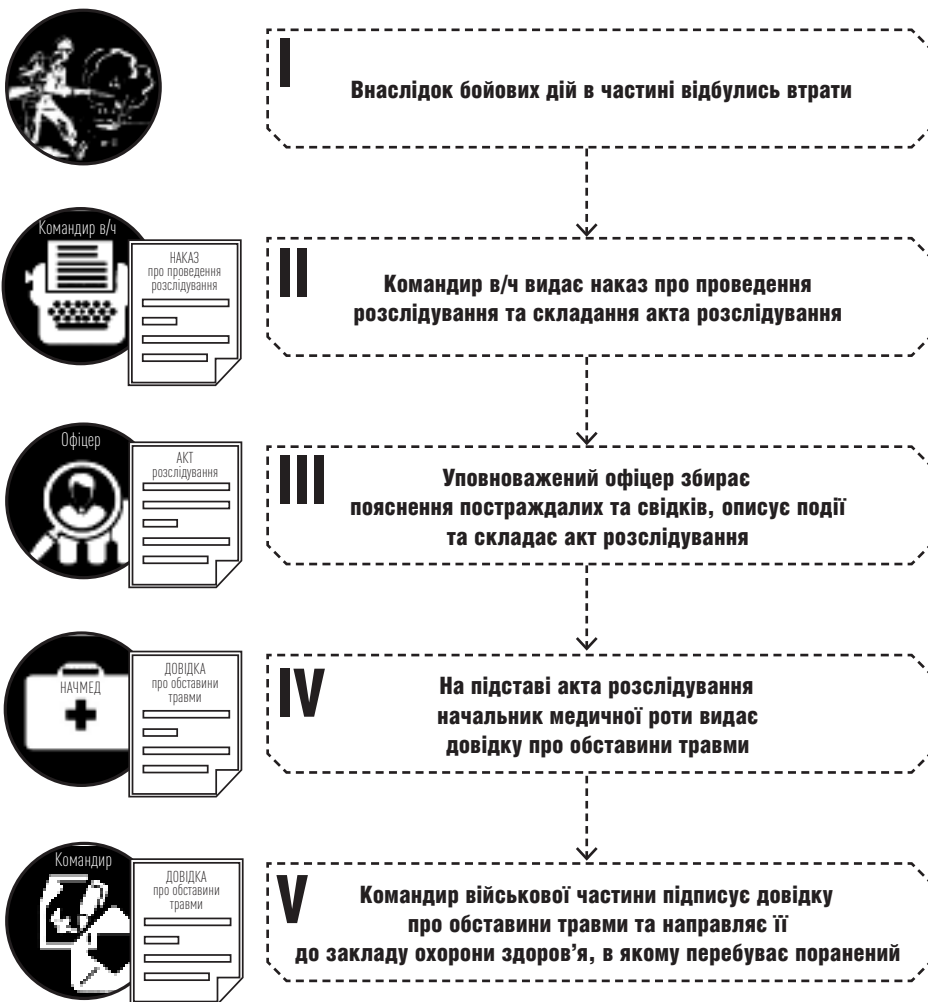 I
Внаслідок бойових дій в частині відбулись втрати
Командир в/ч
НАКАЗ
про проведення
розслідування
II
Командир в/ч видає наказ про проведення
розслідування та складання акта розслідування
Офіцер
АКТ
розслідування
III
Уповноважений офіцер збирає
пояснення постраждалих та свідків, описує події
та складає акт розслідування
НАЧМЕД
ДОВІДКА
про обставини
травми
IV
На підставі акта розслідування
начальник медичної роти видає
довідку про обставини травми
Командир
ДОВІДКА
про обставини
травми
V
Командир військової частини підписує довідку
про обставини травми та направляє її
до закладу охорони здоров’я, в якому перебуває поранений